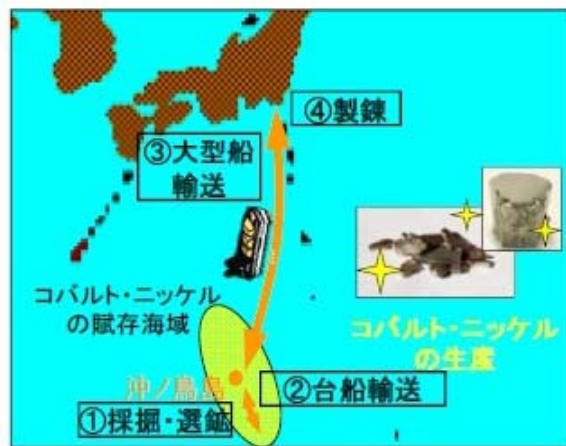 ④製錬
③大型船
輸送
コバルト・ニッケル
の賦存海域
コバルト・ニッケル
の生産
沖ノ鳥島
②台船輸送
①採掘・選鉱